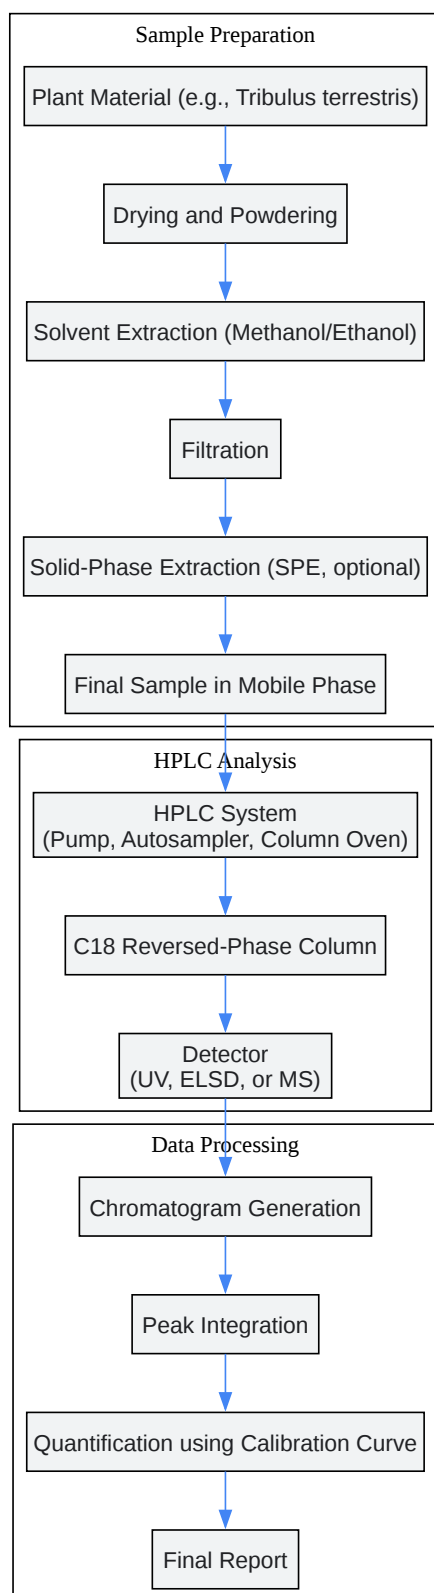 Sample Preparation
Plant Material (e.g., Tribulus terrestris)
Drying and Powdering
Solvent Extraction (Methanol/Ethanol)
Filtration
Solid-Phase Extraction (SPE, optional)
Final Sample in Mobile Phase
HPLC Analysis
HPLC System
(Pump, Autosampler, Column Oven)
C18 Reversed-Phase Column
Detector
(UV, ELSD, or MS)
Data Processing
Chromatogram Generation
Peak Integration
Quantification using Calibration Curve
Final Report